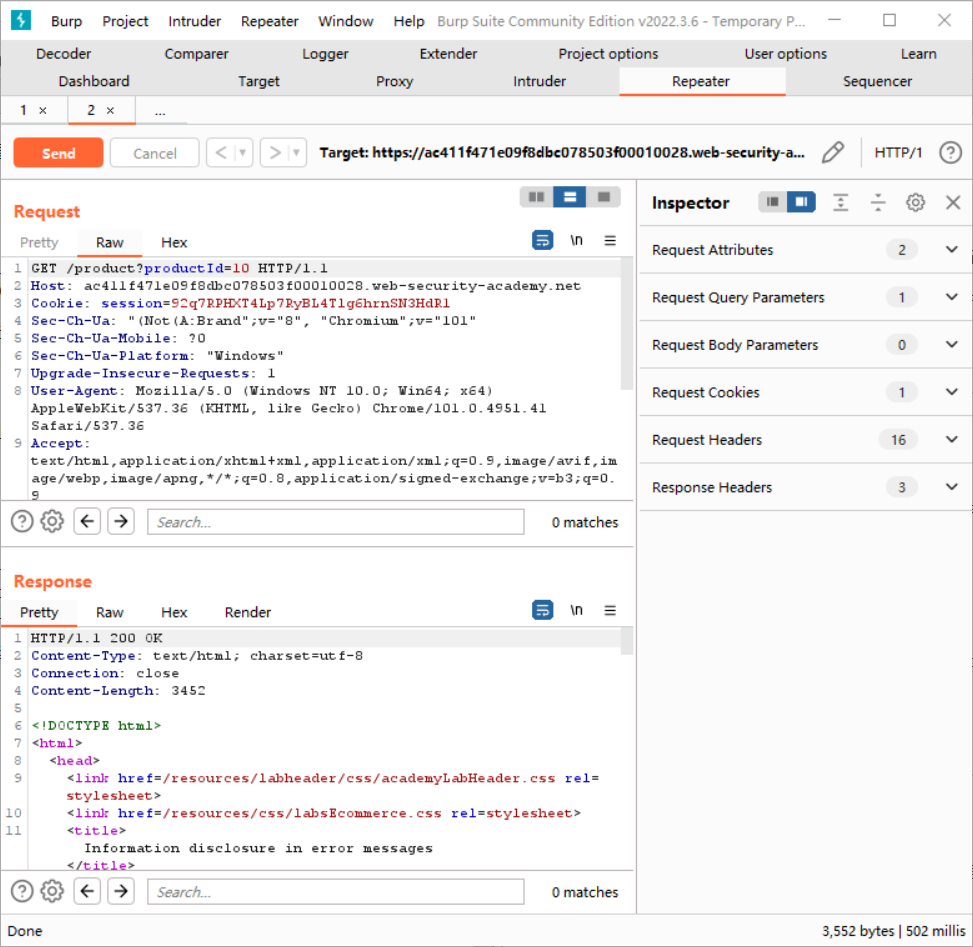 Burp Project Intruder Repeater Window Help Burp Suite Community Edition v2022.3.6 - Temporary P...
Decoder Comparer Logger Extender Project options User options Learn
Dashboard Target Proxy Intruder Repeater Sequencer
1 × 2 × ...
Send Cancel < > Target: https://ac411f471e09f8dbc078503f00010028.web-security-a... HTTP/1 ?
Request
Pretty Raw Hex \n
1 GET /product?productId=10 HTTP/1.1
2 Host: ac411f471e09f8dbc078503f00010028.web-security-academy.net
3 Cookie: session=92q7RPHXT4Lp7RyBL4T1g6hrnSN3HdR1
4 Sec-Ch-Ua: "(Not(A:Brand";v="8", "Chromium";v="101"
5 Sec-Ch-Ua-Mobile: ?0
6 Sec-Ch-Ua-Platform: "Windows"
7 Upgrade-Insecure-Requests: 1
8 User-Agent: Mozilla/5.0 (Windows NT 10.0; Win64; x64)
AppleWebKit/537.36 (KHTML, like Gecko) Chrome/101.0.4951.41
Safari/537.36
9 Accept:
text/html,application/xhtml+xml,application/xml;q=0.9,image/avif,im
age/webp,image/apng,*/*;q=0.8,application/signed-exchange;v=b3;q=0.
9
? Search... 0 matches
Response
Pretty Raw Hex Render \n
1 HTTP/1.1 200 OK
2 Content-Type: text/html; charset=utf-8
3 Connection: close
4 Content-Length: 3452
5
6 <!DOCTYPE html>
7 <html>
8 <head>
9 <link href=/resources/labheader/css/academyLabHeader.css rel=
stylesheet>
10 <link href=/resources/css/labsEcommerce.css rel=stylesheet>
11 <title>
Information disclosure in error messages
</title>
? Search... 0 matches
Inspector
Request Attributes 2
Request Query Parameters 1
Request Body Parameters 0
Request Cookies 1
Request Headers 16
Response Headers 3
Done 3,552 bytes | 502 millis